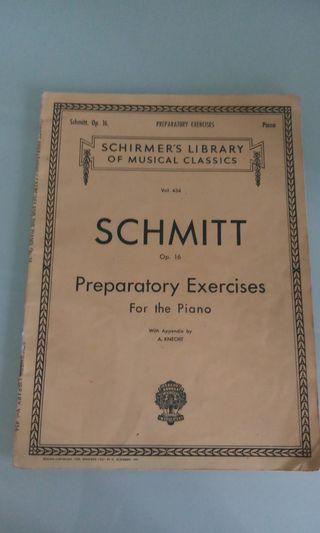 Schmitt. Op. 16. PREPARATORY EXERCISES Piano
SCHIRMER'S LIBRARY
OF MUSICAL CLASSICS
Vol. 434
SCHMITT
Op. 16
Preparatory Exercises
For the Piano
With Appendix by
A. KNECHT